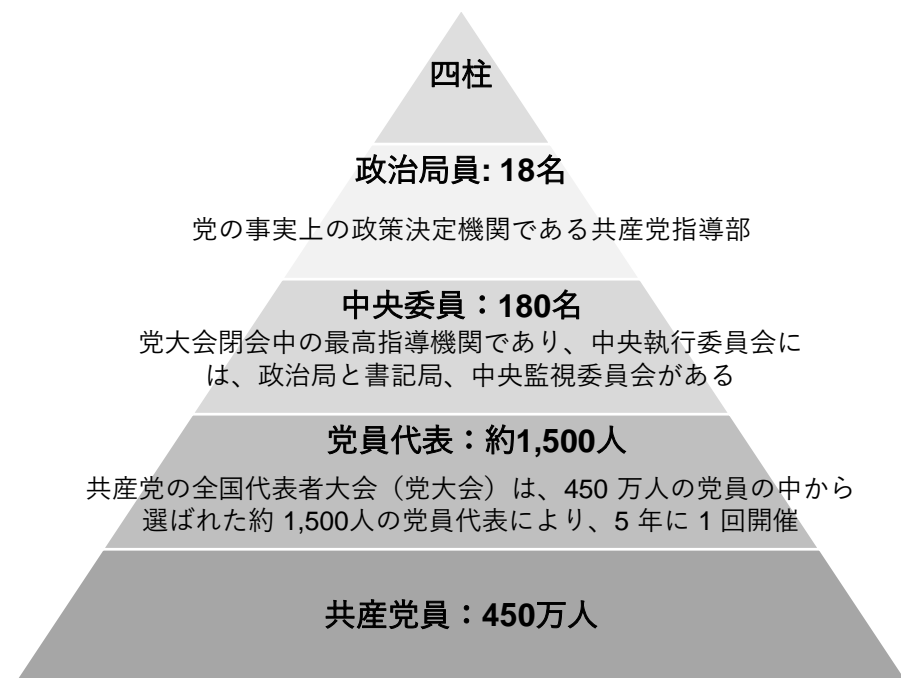 四柱
政治局員: 18名
党の事実上の政策決定機関である共産党指導部
中央委員：180名
党大会閉会中の最高指導機関であり、中央執行委員会に
は、政治局と書記局、中央監視委員会がある
党員代表：約1,500人
共産党の全国代表者大会（党大会）は、450 万人の党員の中から
選ばれた約 1,500人の党員代表により、5 年に 1 回開催
共産党員：450万人